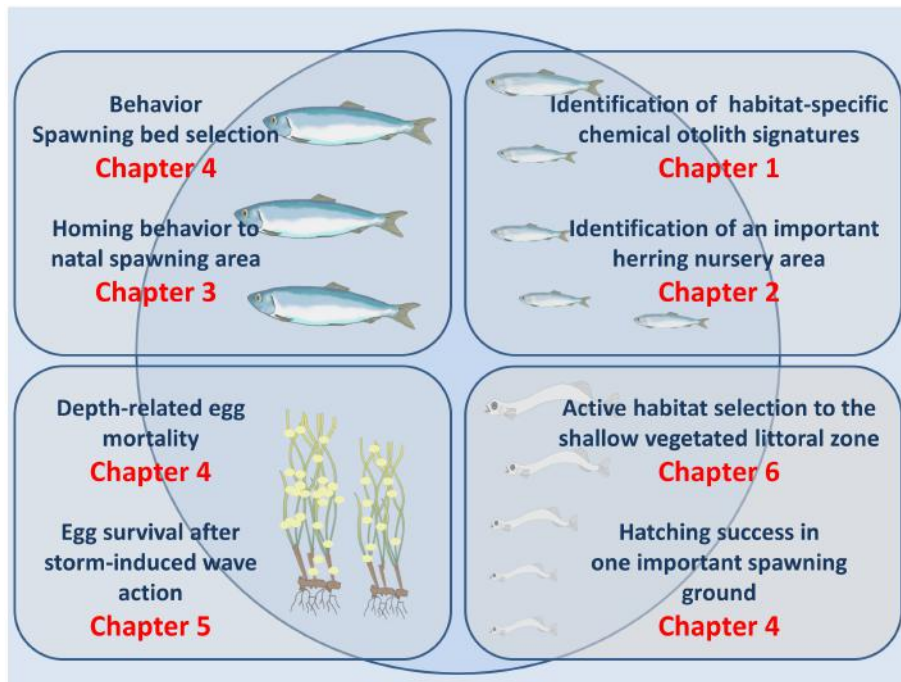 Behavior
Spawning bed selection
Chapter 4
Homing behavior to
natal spawning area
Chapter 3
Identification of habitat-specific
chemical otolith signatures
Chapter 1
Identification of an important
herring nursery area
Chapter 2
Depth-related egg
mortality
Chapter 4
Egg survival after
storm-induced wave
action
Chapter 5
Active habitat selection to the
shallow vegetated littoral zone
Chapter 6
Hatching success in
one important spawning
ground
Chapter 4